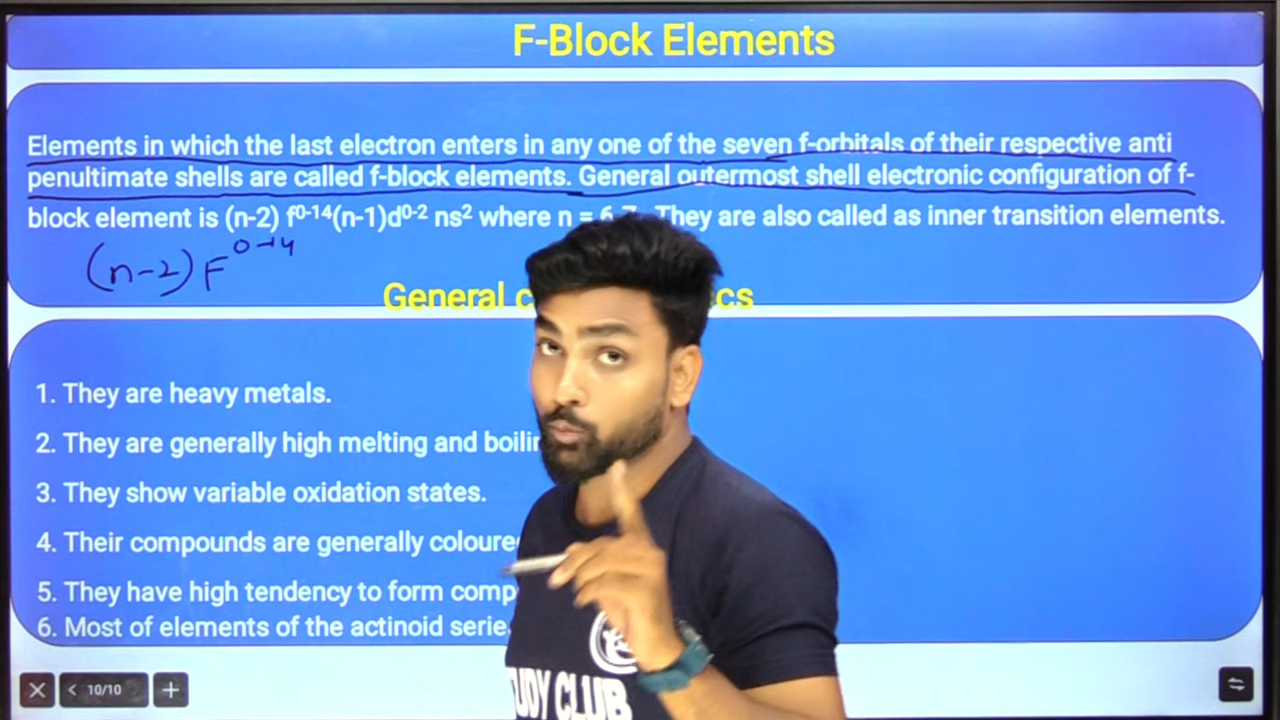 F-Block Elements
Elements in which the last electron enters in any one of the seven f-orbitals of their respective anti
penultimate shells are called f-block elements. General outermost shell electronic configuration of f-
block element is (n-2) f⁰⁻¹⁴(n-1)d⁰⁻² ns² where n = 6-7. They are also called as inner transition elements.
(n-2) F⁰⁻¹⁴
General
1. They are heavy metals.
2. They are generally high melting and
3. They show variable oxidation states.
4. Their compounds are generally
5. They have high tendency to form
6. Most of elements of the actinoid
10/10
CLUB